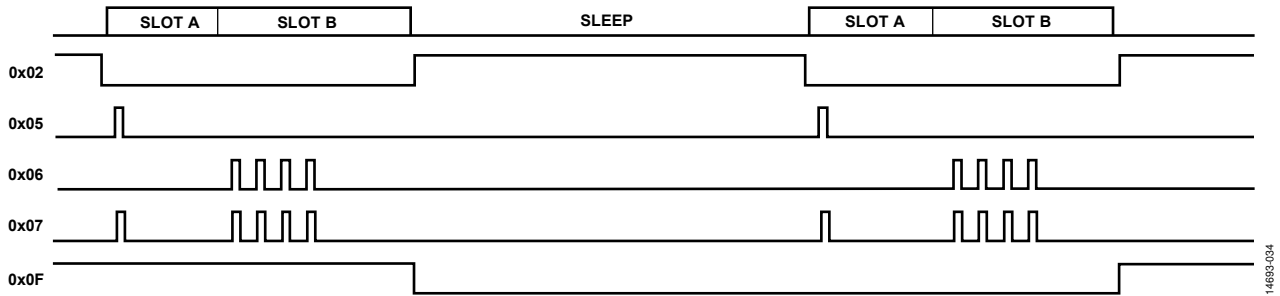 SLOT A SLOT B SLEEP SLOT A SLOT B
0x02
0x05
0x06
0x07
0x0F
14693-034